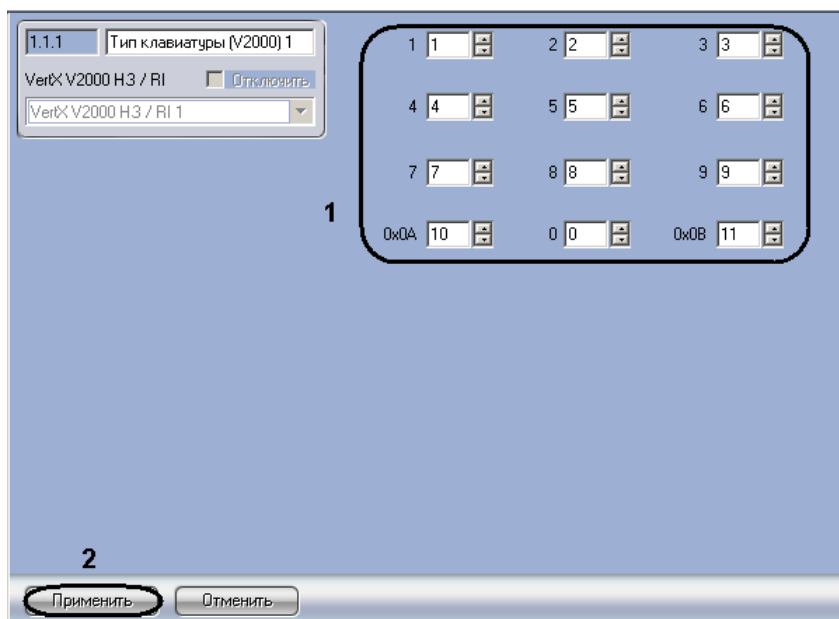 1.1.1 Тип клавиатуры (V2000) 1
VertX V2000 H3 / RI Отключить
VertX V2000 H3 / RI 1
1 1 2 2 3 3
4 4 5 5 6 6
7 7 8 8 9 9
1
0x0A 10 0 0 0x0B 11
2
Применить Отменить